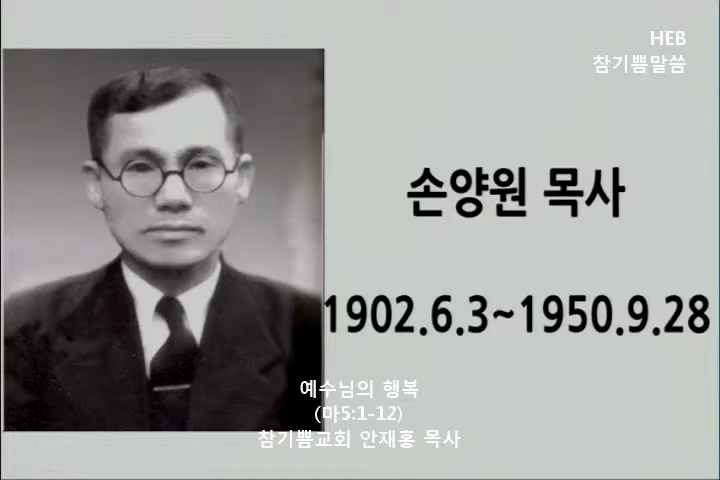 HEB
참기쁨말씀
손양원 목사
1902.6.3~1950.9.28
예수님의 행복
(마5:1-12)
참기쁨교회 안재홍 목사